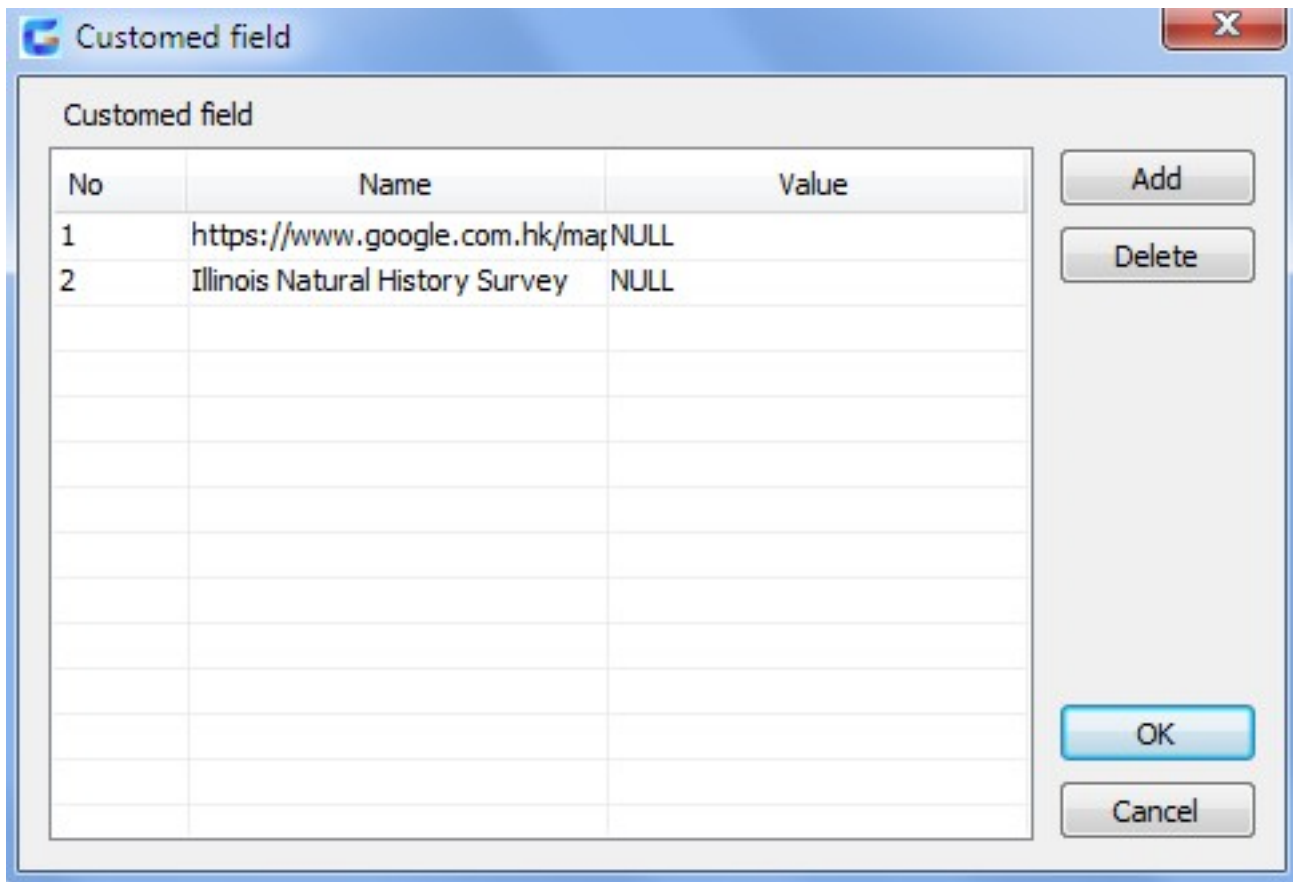 Customed field
Customed field
No Name Value
Add
1 https://www.google.com.hk/map NULL
Delete
2 Illinois Natural History Survey NULL
OK
Cancel